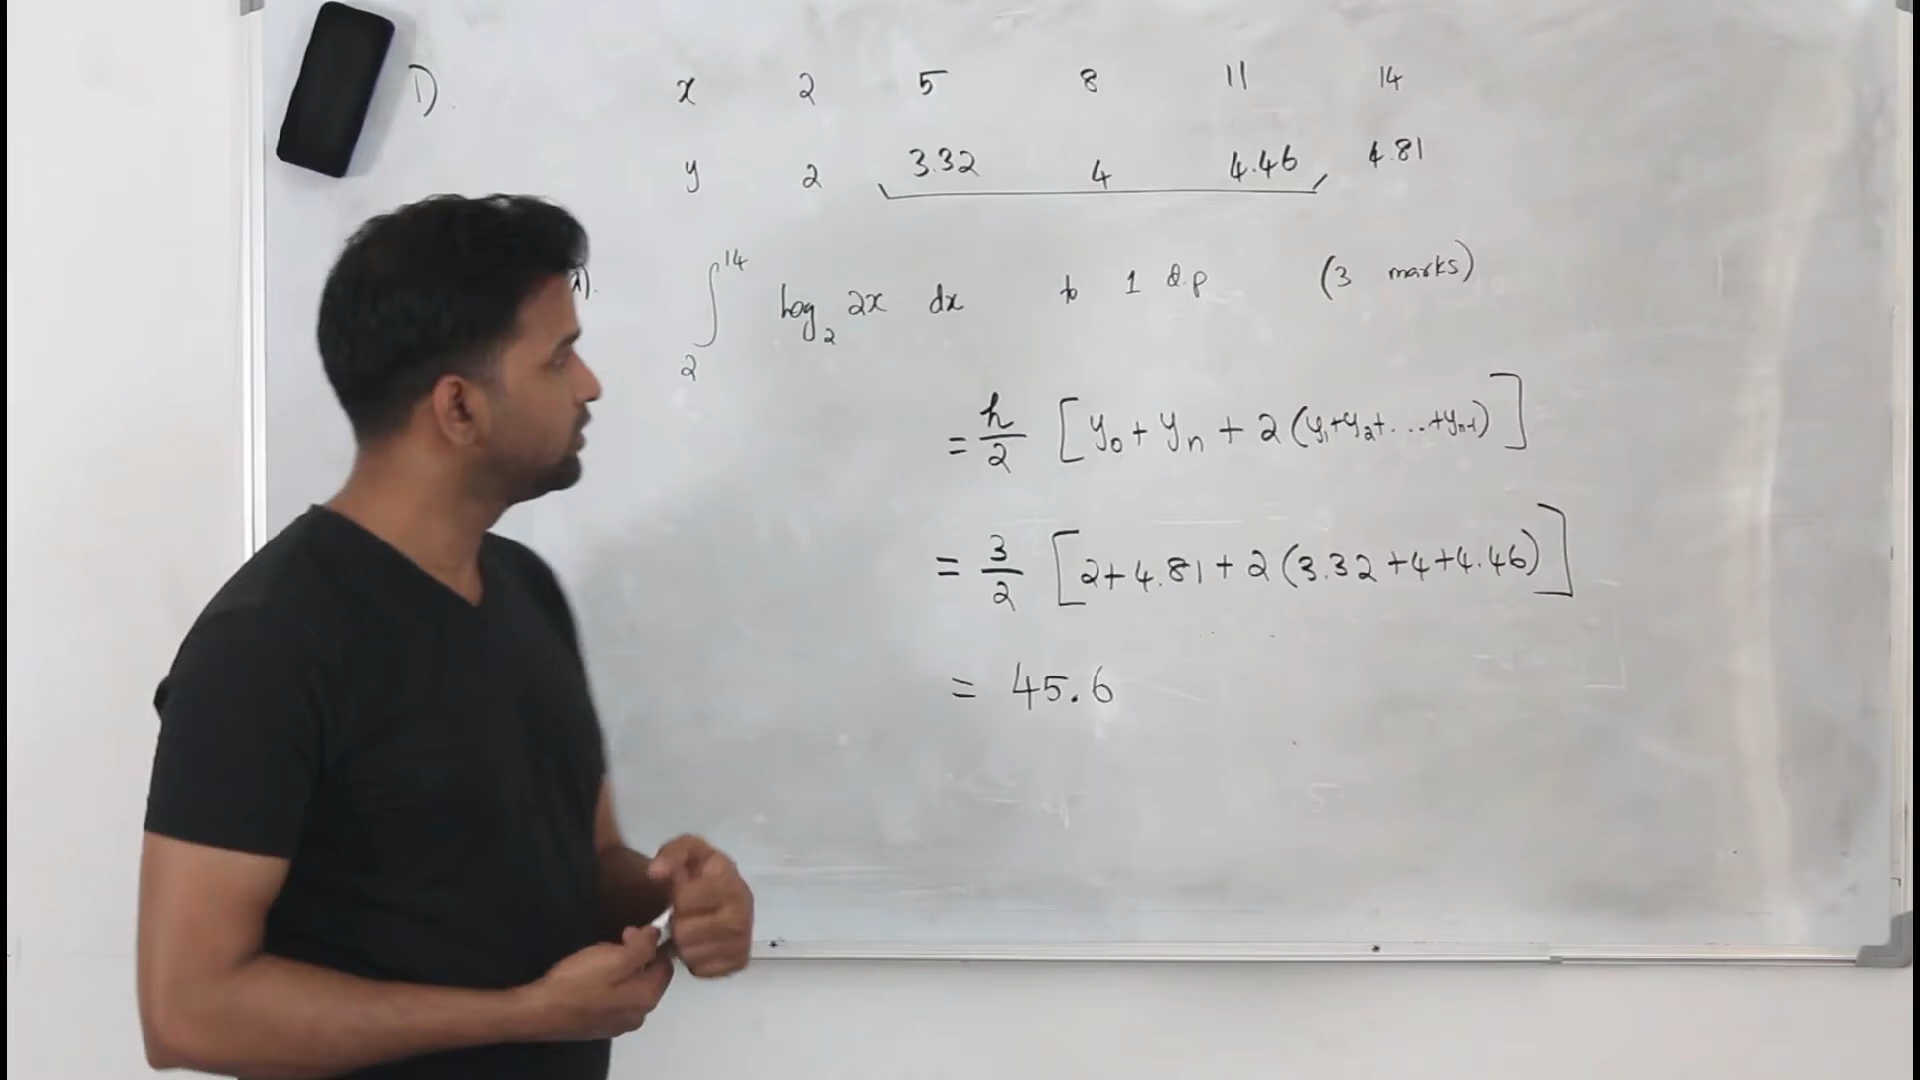 1).
x 2 5 8 11 14
y 2 3.32 4 4.46 4.81
∫₂¹⁴ log₂ 2x dx to 1 d.p (3 marks)
= h/2 [y₀ + yₙ + 2(y₁+y₂+...+yₙ₋₁)]
= 3/2 [2+4.81+2(3.32+4+4.46)]
= 45.6